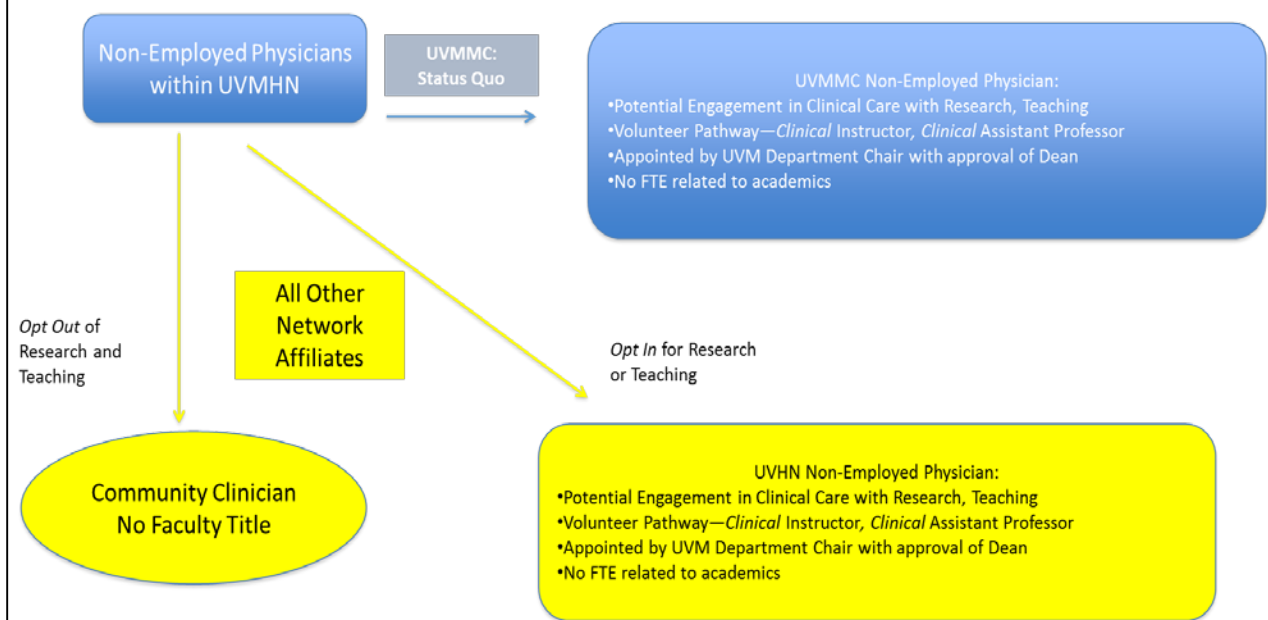 Non-Employed Physicians
within UVMHN
UVMMC:
Status Quo
UVMMC Non-Employed Physician:
•Potential Engagement in Clinical Care with Research, Teaching
•Volunteer Pathway—Clinical Instructor, Clinical Assistant Professor
•Appointed by UVM Department Chair with approval of Dean
•No FTE related to academics
All Other
Network
Affiliates
Opt Out of
Research and
Teaching
Opt In for Research
or Teaching
Community Clinician
No Faculty Title
UVHN Non-Employed Physician:
•Potential Engagement in Clinical Care with Research, Teaching
•Volunteer Pathway—Clinical Instructor, Clinical Assistant Professor
•Appointed by UVM Department Chair with approval of Dean
•No FTE related to academics